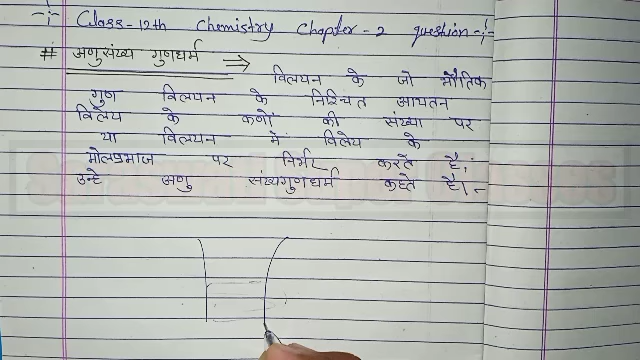 -:- Class-12th Chemistry Chapter-2 question -:-
# अणुसंख्य गुणधर्म ⇒ विलयन के जो भौतिक
गुण विलयन के निश्चित आयतन
विलेय के कणों की संख्या पर
या विलयन में विलेय के
मोलप्रभाज पर निर्भर करते है;
उन्हे अणु संख्यगुणधर्म कहते है।-